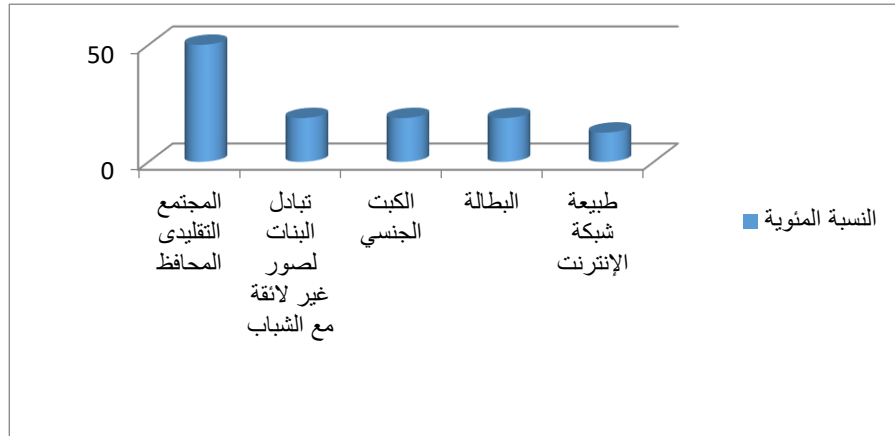 50
0
المجتمع
التقليدى
المحافظ
تبادل
البنات
لصور
غير لائقة
مع الشباب
الكبت
الجنسي
البطالة
طبيعة
شبكة
الإنترنت
النسبة المئوية